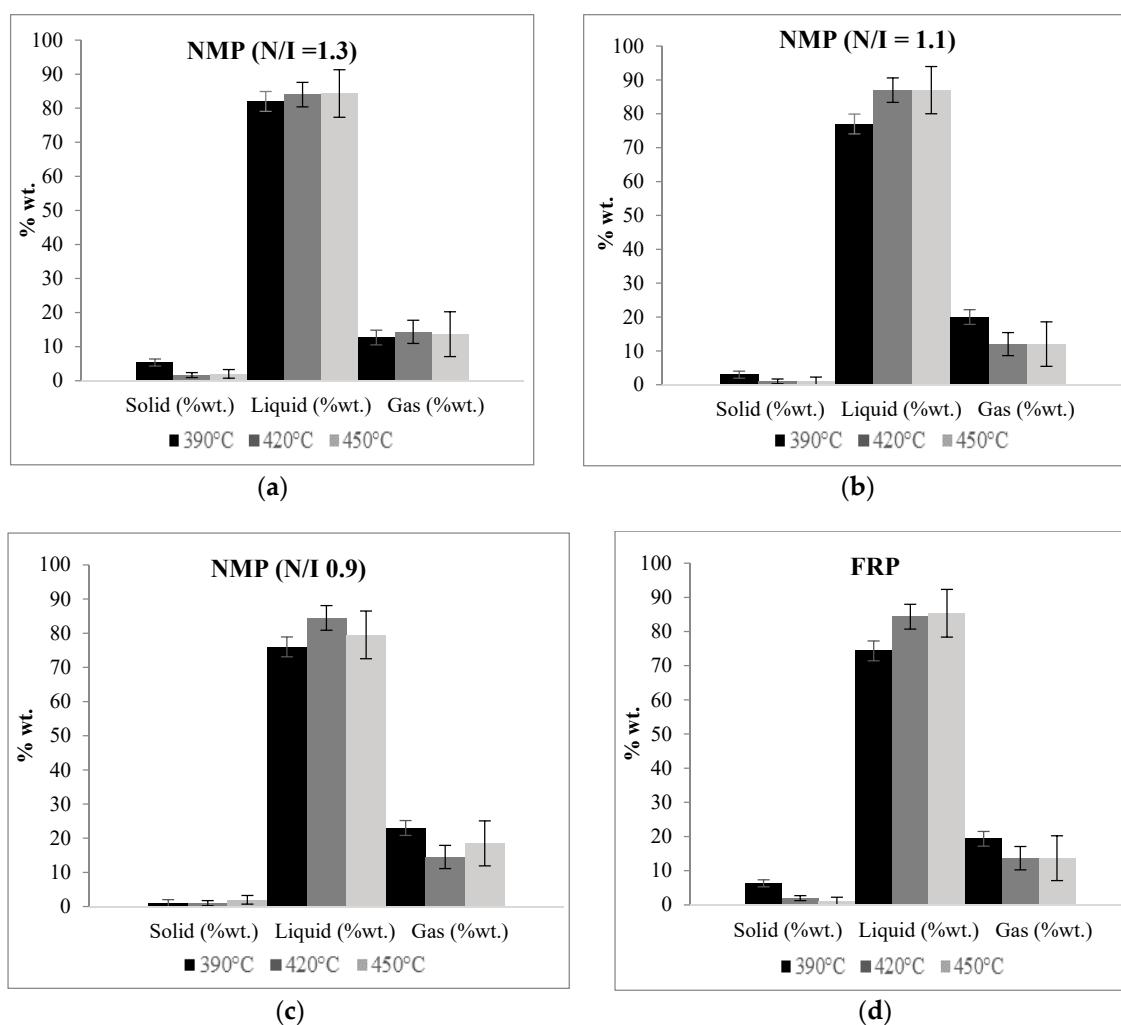 NMP (N/I =1.3)
% wt.
100
90
80
70
60
50
40
30
20
10
0
Solid (%wt.) Liquid (%wt.) Gas (%wt.)
390°C 420°C 450°C
(a)
NMP (N/I = 1.1)
% wt.
100
90
80
70
60
50
40
30
20
10
0
Solid (%wt.) Liquid (%wt.) Gas (%wt.)
390°C 420°C 450°C
(b)
NMP (N/I 0.9)
% wt.
100
90
80
70
60
50
40
30
20
10
0
Solid (%wt.) Liquid (%wt.) Gas (%wt.)
390°C 420°C 450°C
(c)
FRP
% wt.
100
90
80
70
60
50
40
30
20
10
0
Solid (%wt.) Liquid (%wt.) Gas (%wt.)
390°C 420°C 450°C
(d)